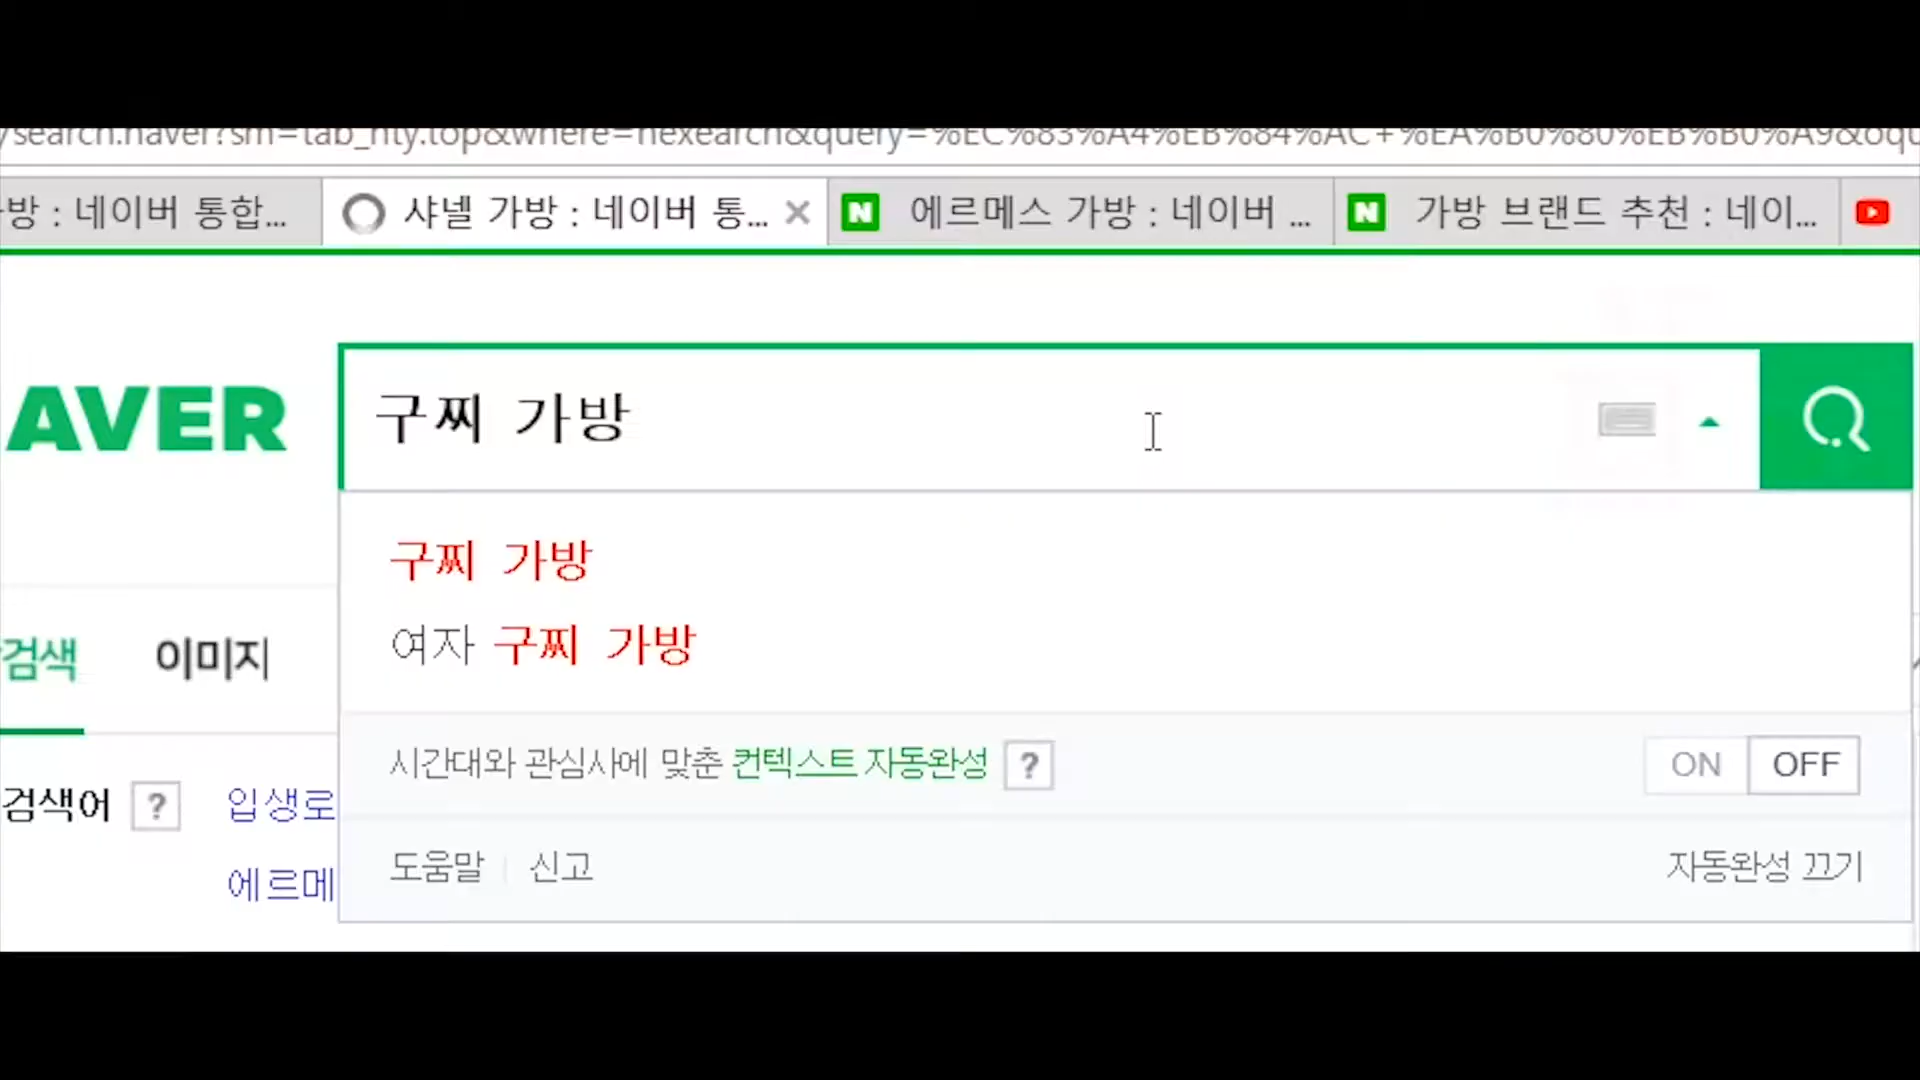 /search.naver?sm=tab_hty.top&where=nexearch&query=%EC%83%A4%EB%84%AC+%EA%B0%80%EB%B0%A9&oqu
방 : 네이버 통합...
샤넬 가방 : 네이버 통...
에르메스 가방 : 네이버 ...
가방 브랜드 추천 : 네이...
AVER
구찌 가방
구찌 가방
여자 구찌 가방
검색
이미지
시간대와 관심사에 맞춘 컨텍스트 자동완성 ?
ON OFF
검색어 ?
입생로
에르메
도움말
신고
자동완성 끄기